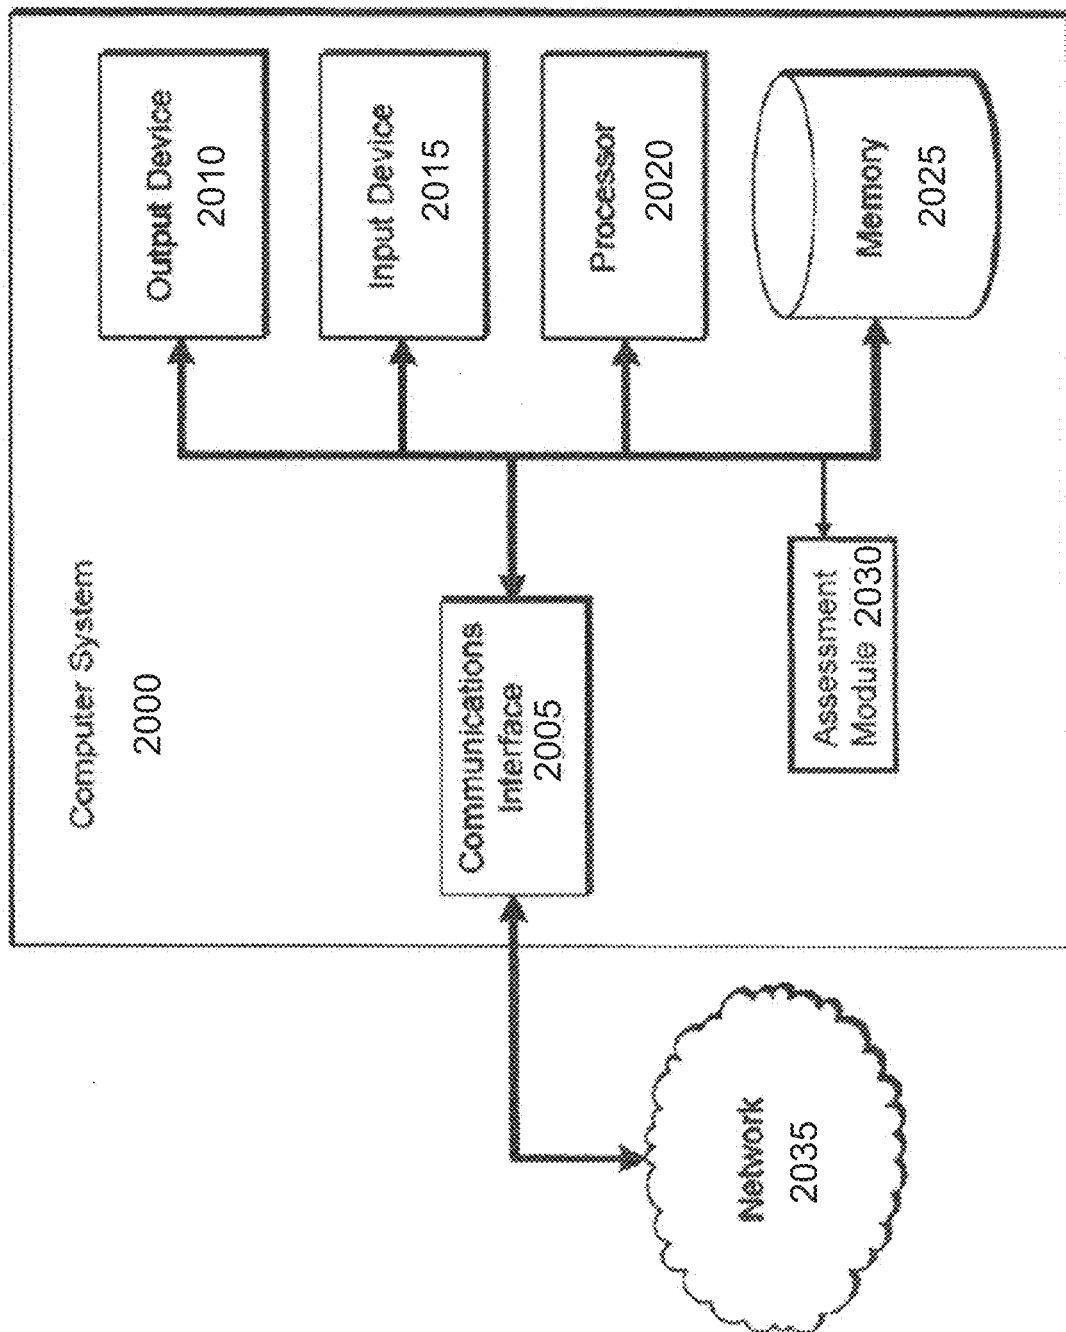 Computer System
2000
Output Device
2010
Input Device
2015
Processor
2020
Memory
2025
Communications
Interface
2005
Assessment
Module 2030
Network
2035